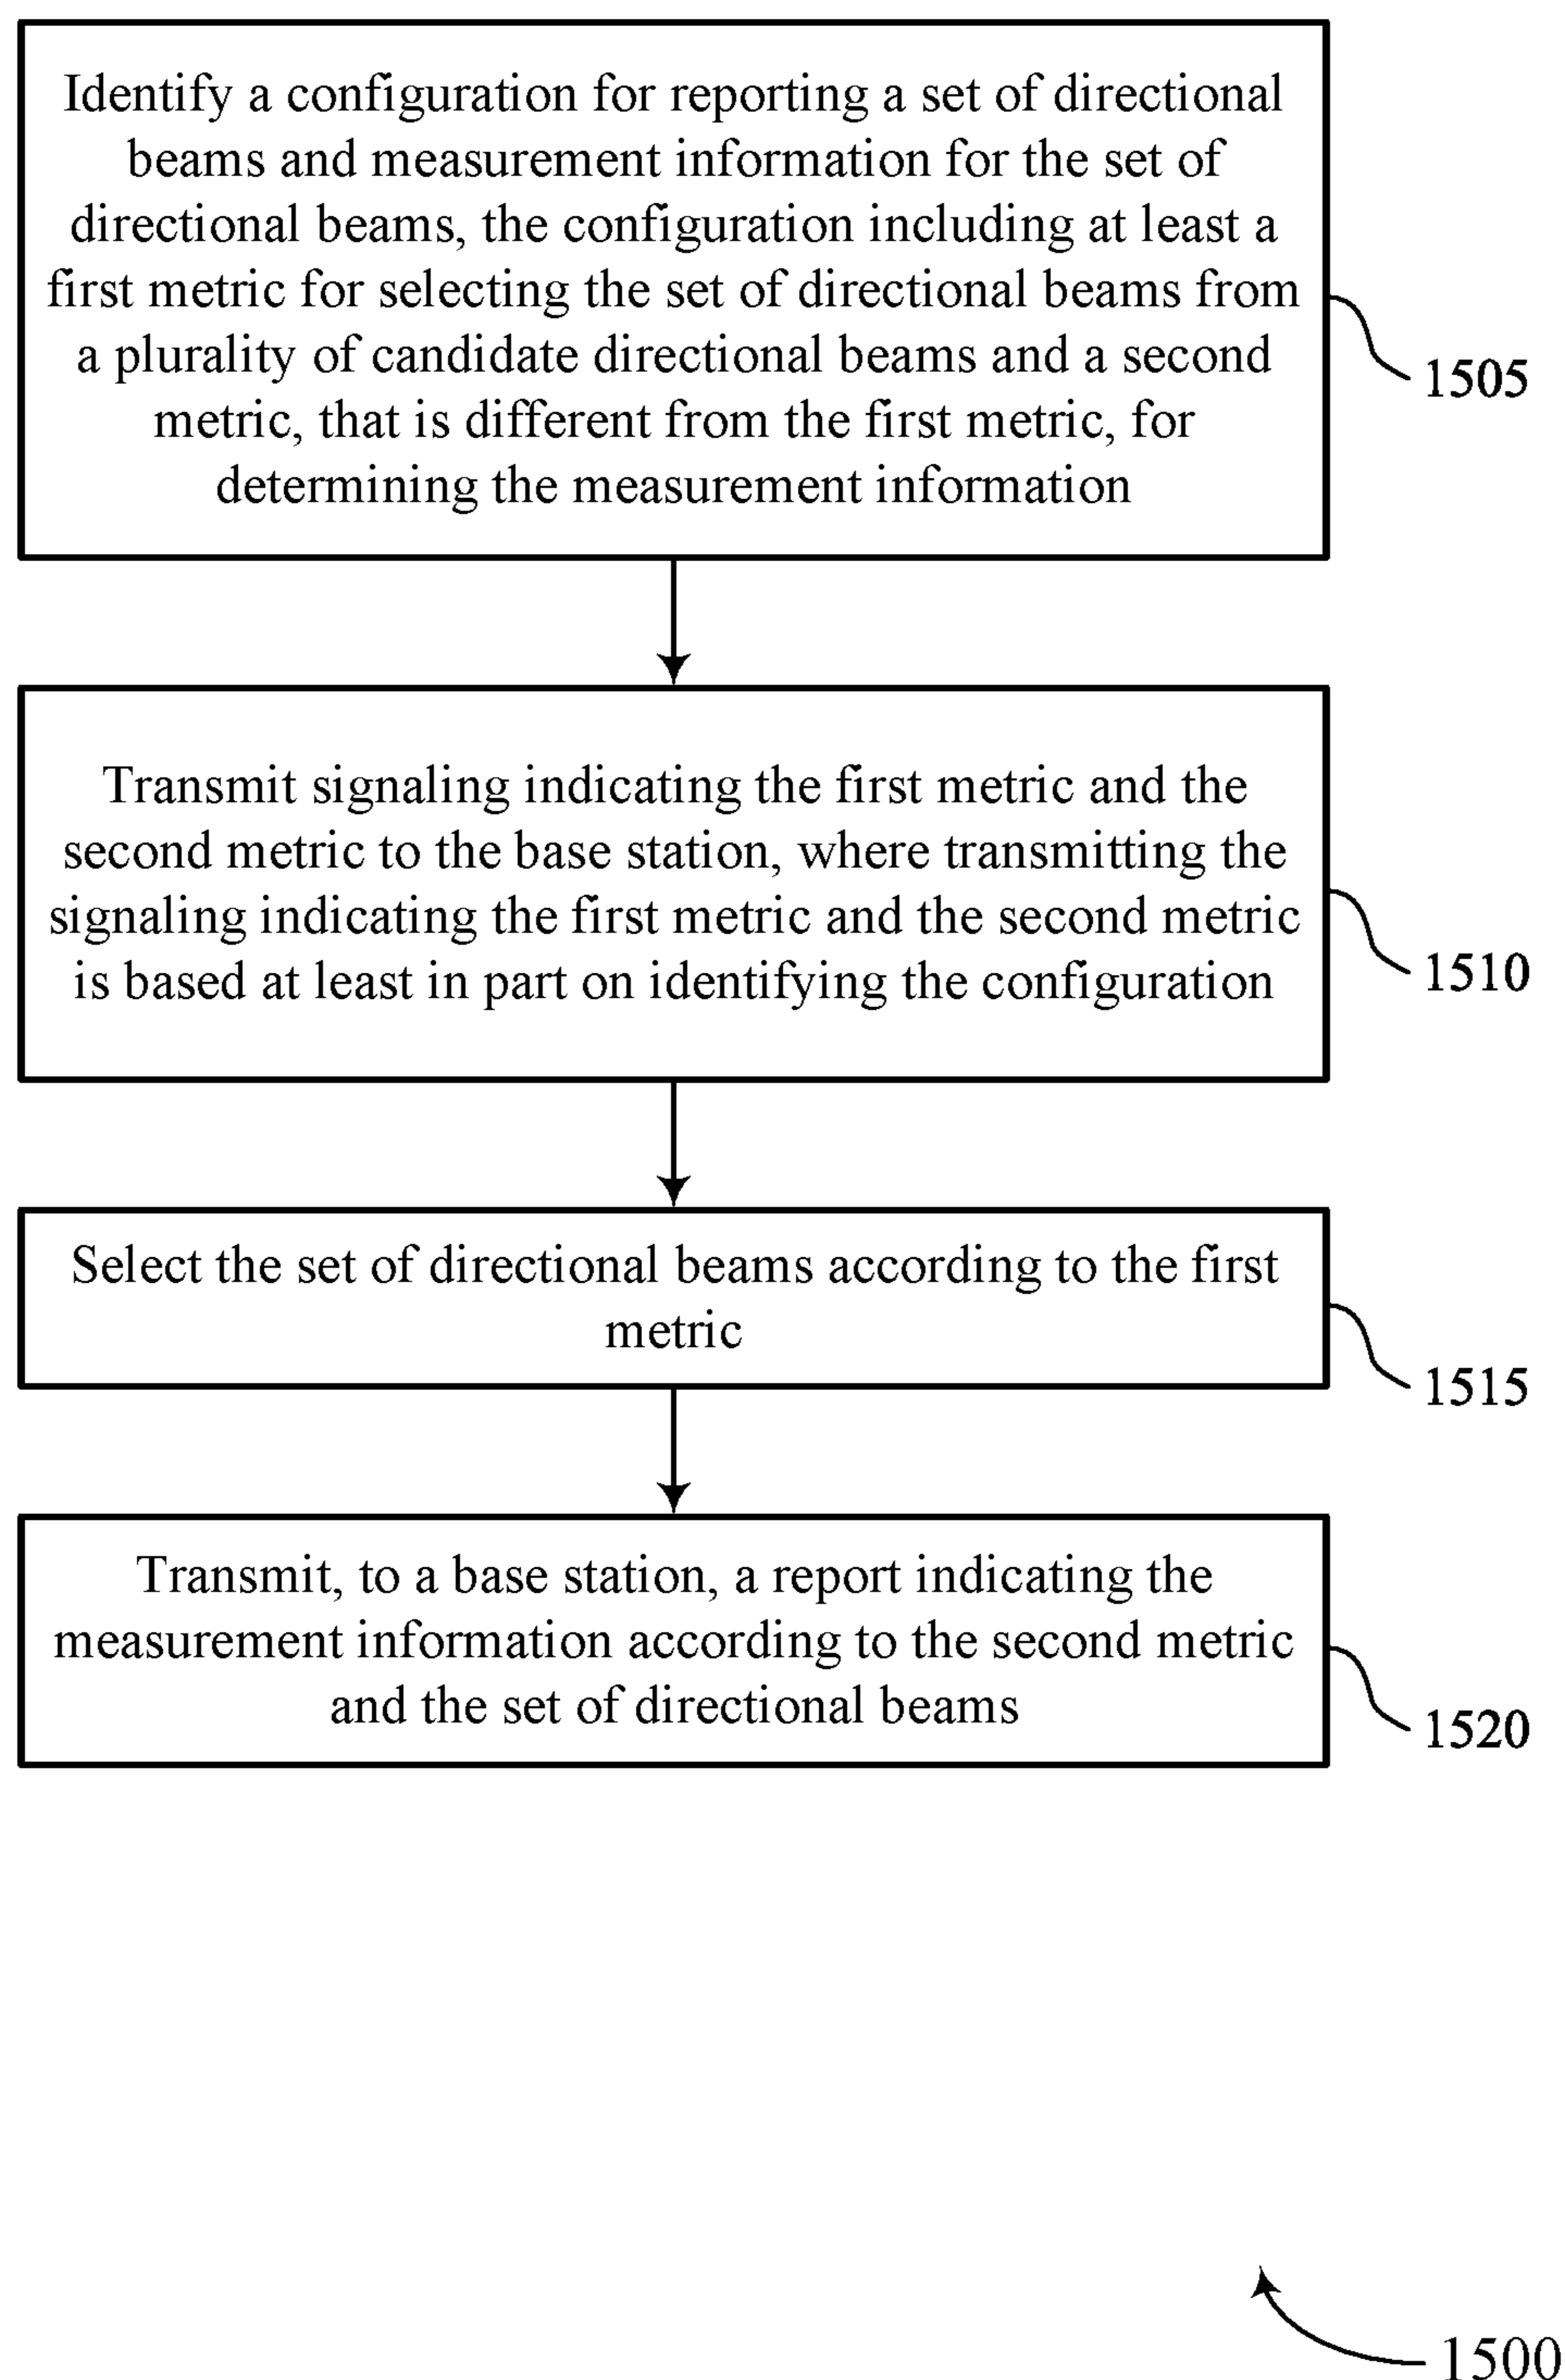 Identify a configuration for reporting a set of directional
beams and measurement information for the set of
directional beams, the configuration including at least a
first metric for selecting the set of directional beams from
a plurality of candidate directional beams and a second
metric, that is different from the first metric, for
determining the measurement information
1505
Transmit signaling indicating the first metric and the
second metric to the base station, where transmitting the
signaling indicating the first metric and the second metric
is based at least in part on identifying the configuration
1510
Select the set of directional beams according to the first
metric
1515
Transmit, to a base station, a report indicating the
measurement information according to the second metric
and the set of directional beams
1520
1500